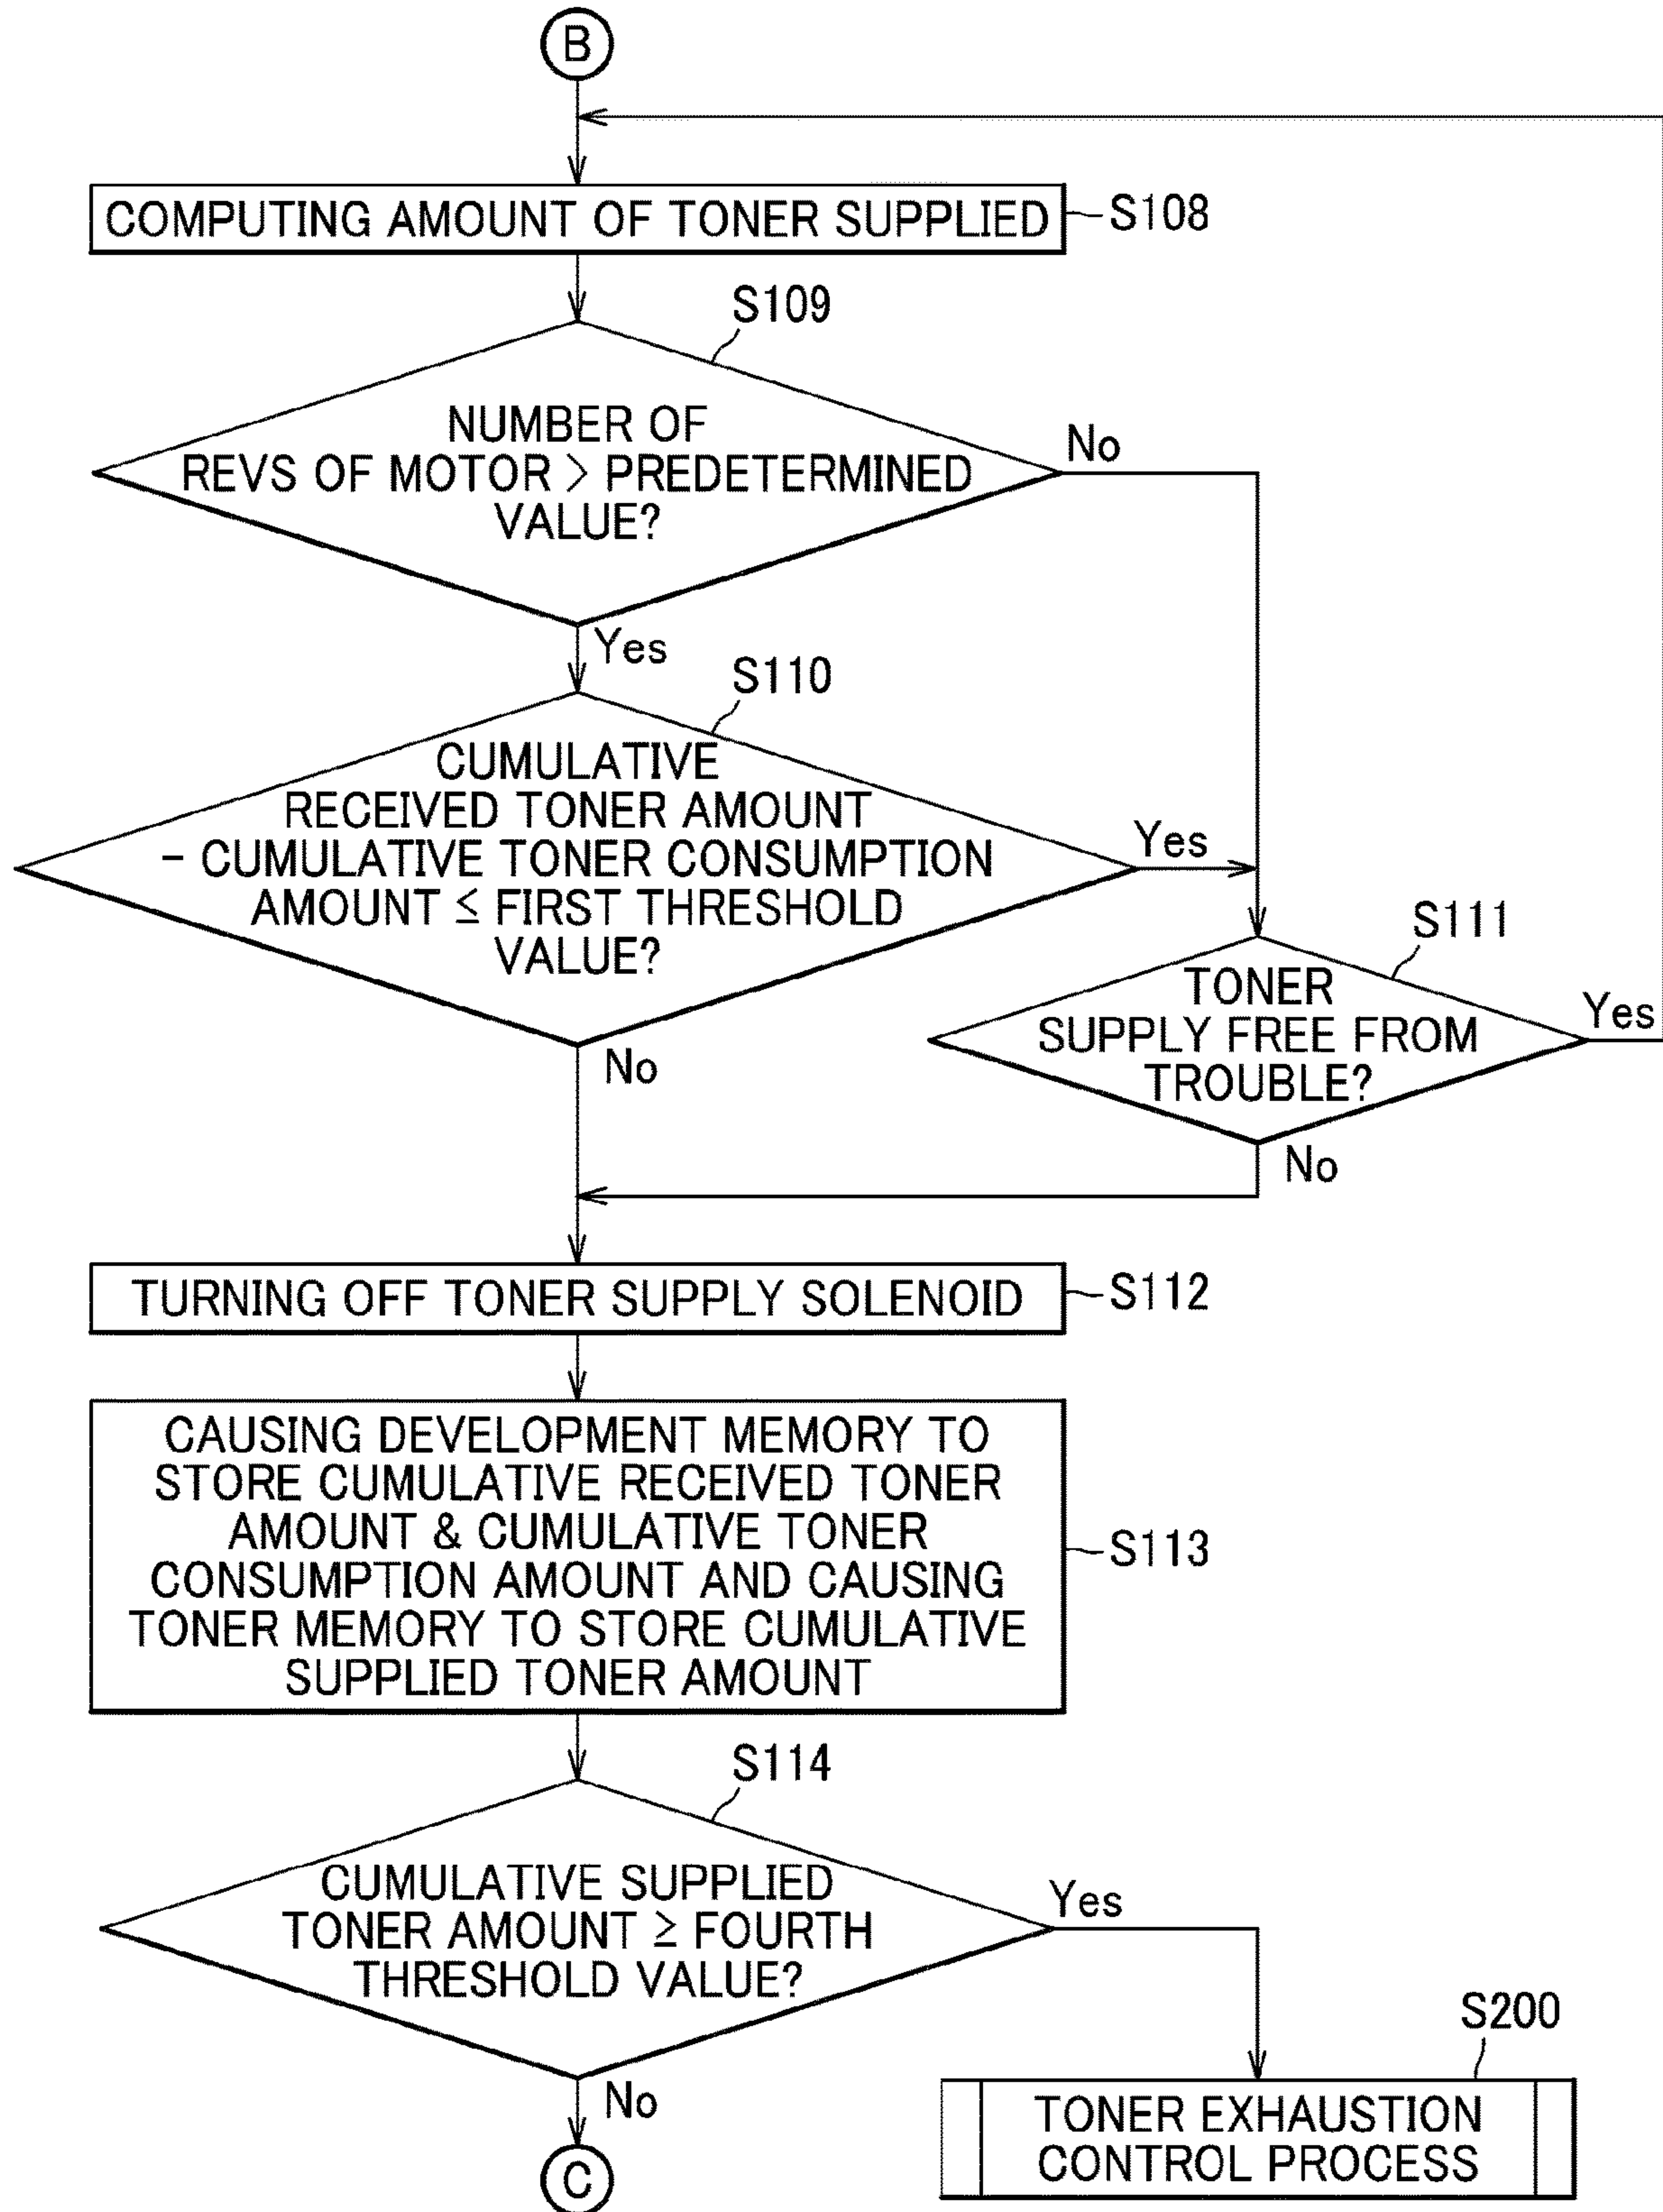 B
COMPUTING AMOUNT OF TONER SUPPLIED
S108
S109
NUMBER OF
REVS OF MOTOR > PREDETERMINED
VALUE?
No
Yes
S110
CUMULATIVE
RECEIVED TONER AMOUNT
- CUMULATIVE TONER CONSUMPTION
AMOUNT ≤ FIRST THRESHOLD
VALUE?
Yes
No
S111
TONER
SUPPLY FREE FROM
TROUBLE?
Yes
No
TURNING OFF TONER SUPPLY SOLENOID
S112
CAUSING DEVELOPMENT MEMORY TO
STORE CUMULATIVE RECEIVED TONER
AMOUNT & CUMULATIVE TONER
CONSUMPTION AMOUNT AND CAUSING
TONER MEMORY TO STORE CUMULATIVE
SUPPLIED TONER AMOUNT
S113
S114
CUMULATIVE SUPPLIED
TONER AMOUNT ≥ FOURTH
THRESHOLD VALUE?
Yes
No
S200
TONER EXHAUSTION
CONTROL PROCESS
C